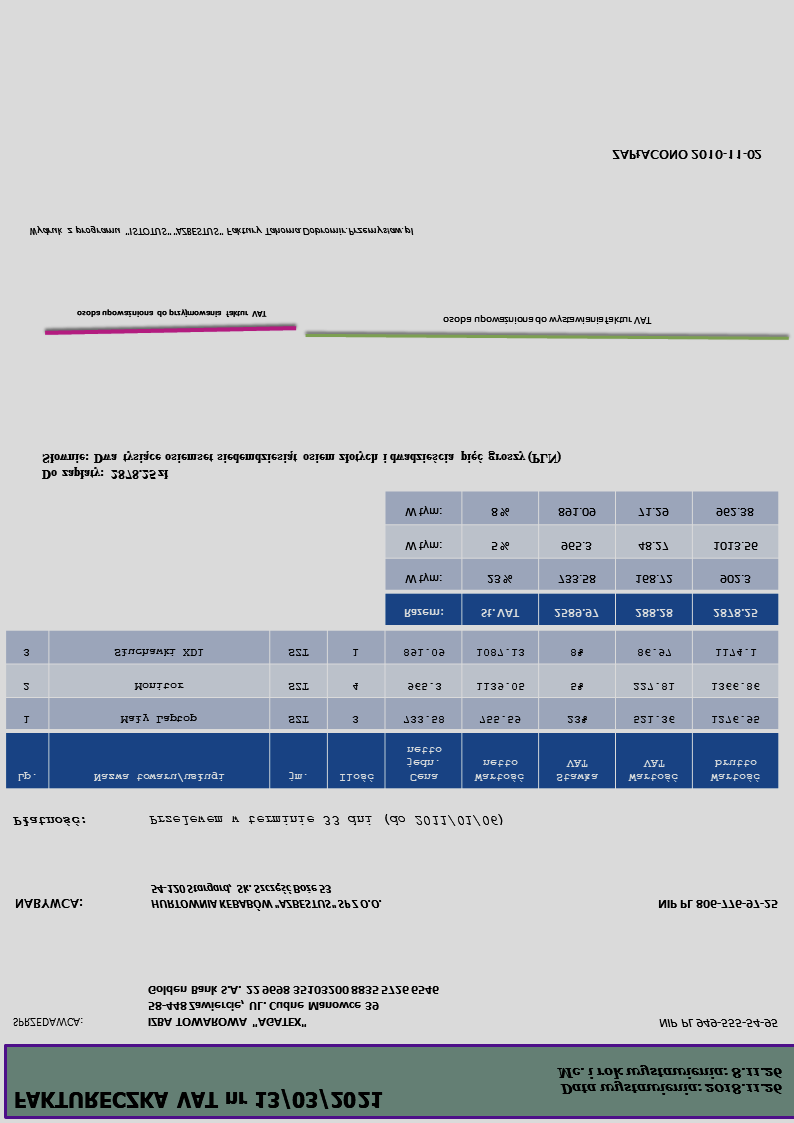 FAKTURECZKA VAT nr 13/03/2021
Data wystawienia: 2018.11.26
Mc. i rok wystawienia: 8.11.26
SPRZEDAWCA: IZBA TOWAROWA "AGATEX" NIP PL 949-555-54-95
58-448 Zawiercie, UL. Cudne Manowce 39
Golden Bank S.A. 22 9698 35103200 8835 5726 6546
NABYWCA: HURTOWNIA KEBABÓW "AZBESTUS" SP Z O.O. NIP PL 806-776-97-25
54-120 Stargard, Sk. Szczęść Boże 53
Płatność: Przelewem w terminie 33 dni (do 2011/01/06)
Lp. Nazwa towaru/usługi jm. Ilość Cena jedn. netto Wartość netto Stawka VAT Wartość VAT Wartość brutto
1 Mały Laptop SZT 3 733.58 755.59 23% 521.36 1276.95
2 Monitor SZT 4 965.3 1139.05 5% 227.81 1366.86
3 Słuchawki XD1 SZT 1 891.09 1087.13 8% 86.97 1174.1
Razem: St.VAT 2589.97 288.28 2878.25
W tym: 23% 733.58 168.72 902.3
W tym: 5% 965.3 48.27 1013.56
W tym: 8% 891.09 71.29 962.38
Do zapłaty: 2878.25 zł
Słownie: Dwa tysiące osiemset siedemdziesiąt osiem złotych i dwadzieścia pięć groszy (PLN)
osoba upoważniona do przyjmowania faktur VAT
osoba upoważniona do wystawiania faktur VAT
Wydruk z programu "ISTOTUS" "AZBESTUS" Faktury Tahoma.Dobromir.Przemyslaw.pl
ZAPŁACONO 2010-11-02